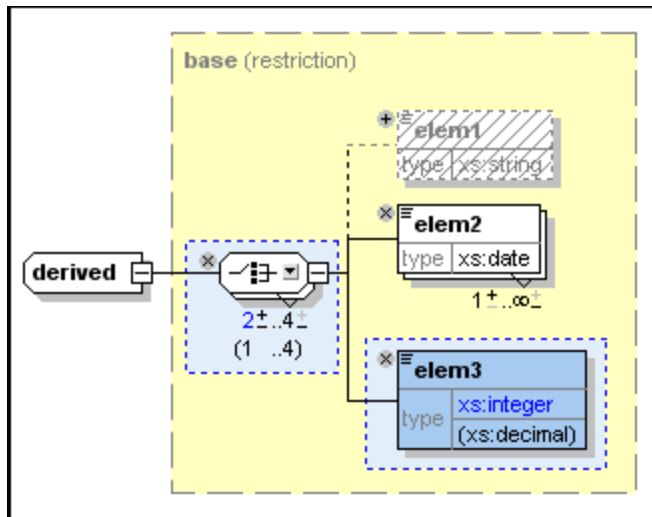 base (restriction)
elem1
type xs:string
elem2
type xs:date
1±..∞±
derived
2±..4±
(1 ..4)
elem3
type xs:integer
(xs:decimal)